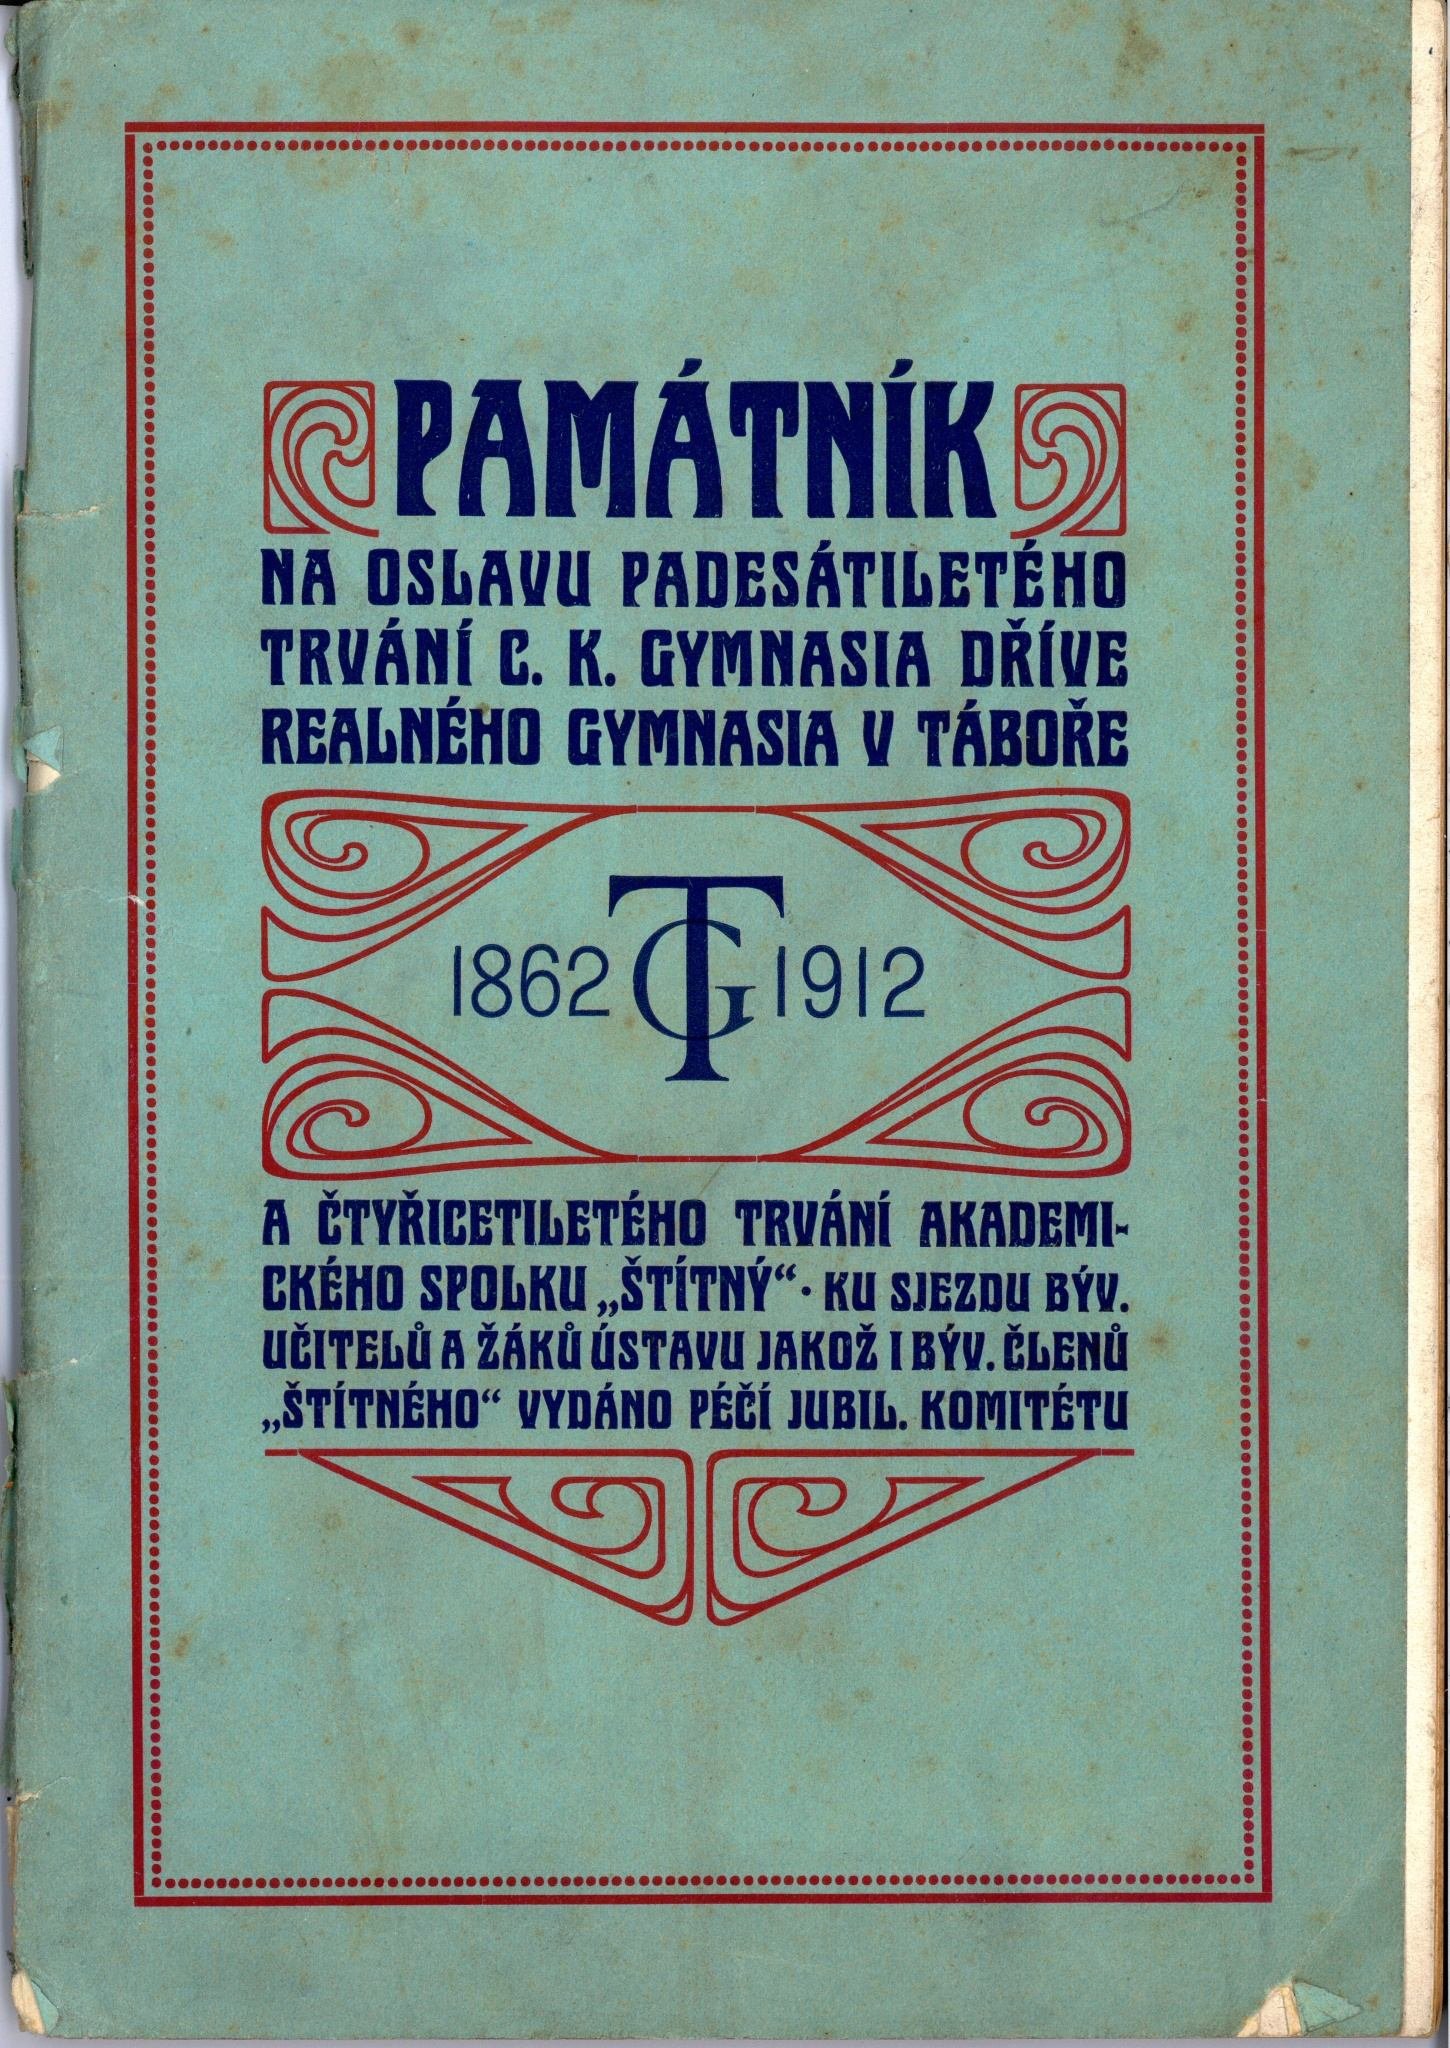 PAMÁTNÍK
NA OSLAVU PADESÁTILETÉHO
TRVÁNÍ C. K. GYMNASIA DŘÍVE
REALNÉHO GYMNASIA V TÁBOŘE
1862 TG 1912
A ČTYŘICETILETÉHO TRVÁNÍ AKADEMI-
CKÉHO SPOLKU „ŠTÍTNÝ“ · KU SJEZDU BÝV.
UČITELŮ A ŽÁKŮ ÚSTAVU JAKOŽ I BÝV. ČLENŮ
„ŠTÍTNÉHO“ VYDÁNO PÉČÍ JUBIL. KOMITÉTU